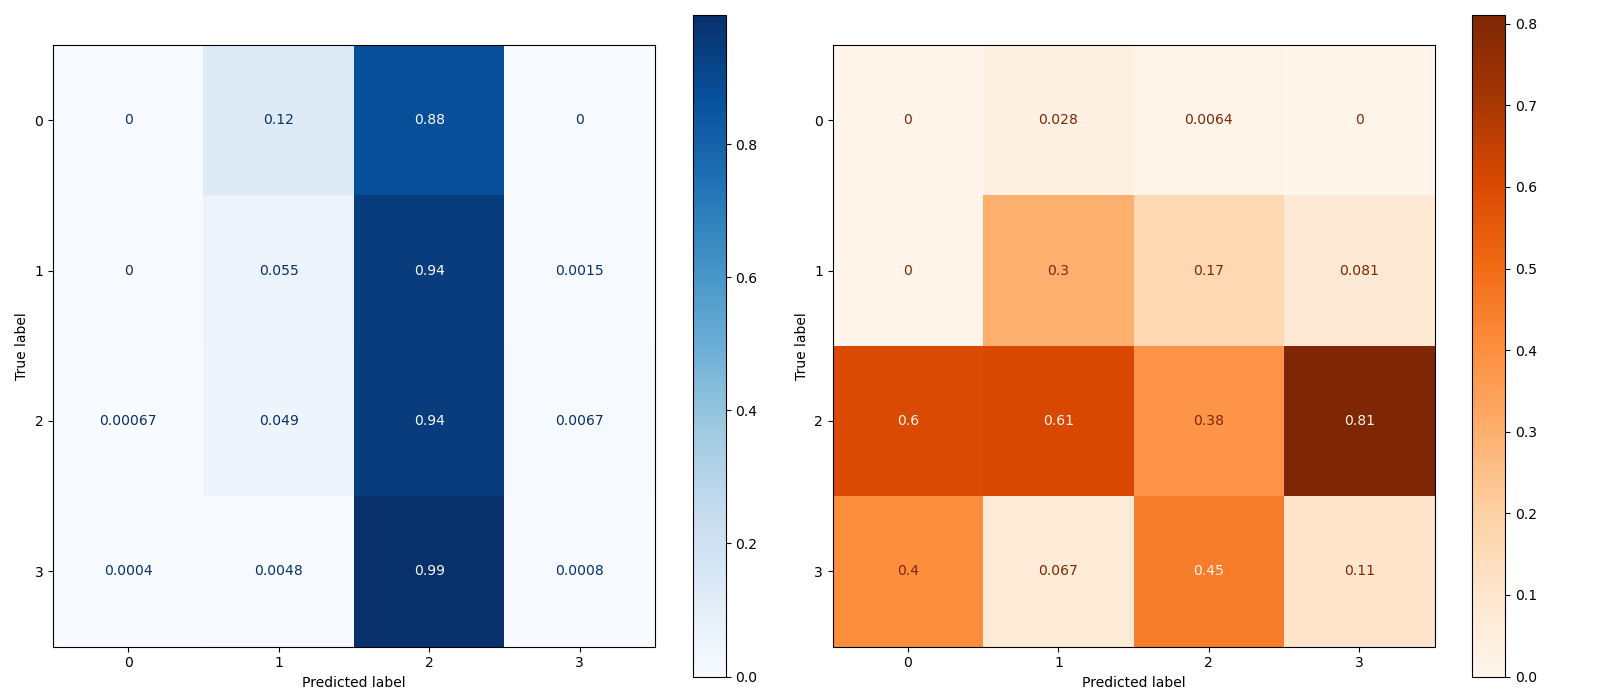 0 0.12 0.88 0
0
1 0 0.055 0.94 0.0015
2 0.00067 0.049 0.94 0.0067
3 0.0004 0.0048 0.99 0.0008
0 1 2 3
Predicted label
True label
0.8
0.6
0.4
0.2
0.0
0 0 0.028 0.0064 0
1 0 0.3 0.17 0.081
2 0.6 0.61 0.38 0.81
3 0.4 0.067 0.45 0.11
0 1 2 3
Predicted label
True label
0.8
0.7
0.6
0.5
0.4
0.3
0.2
0.1
0.0